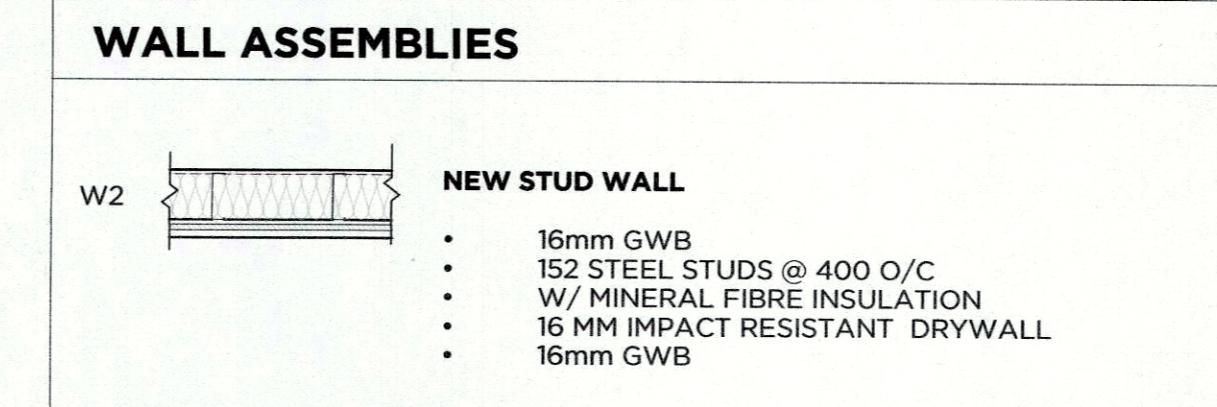 WALL ASSEMBLIES
W2
NEW STUD WALL
• 16mm GWB
• 152 STEEL STUDS @ 400 O/C
• W/ MINERAL FIBRE INSULATION
• 16 MM IMPACT RESISTANT DRYWALL
• 16mm GWB